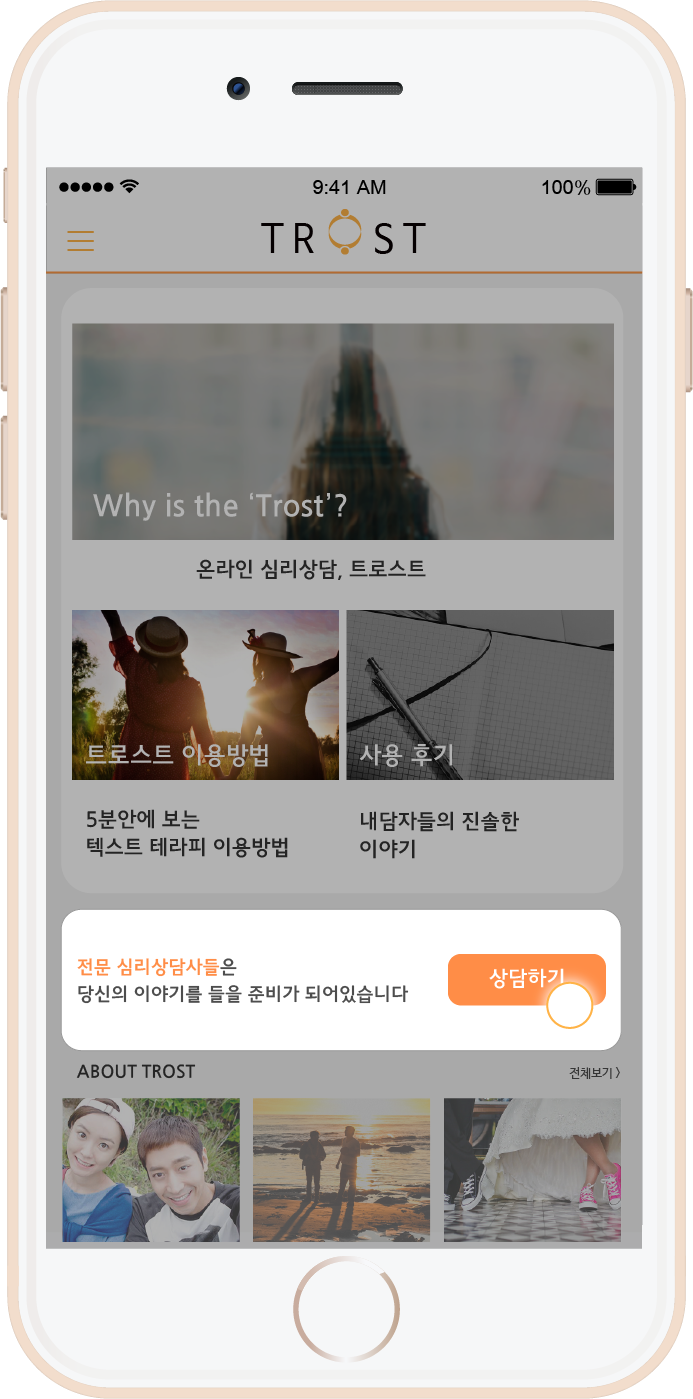 9:41 AM
100%
TROST
Why is the ‘Trost’?
온라인 심리상담, 트로스트
트로스트 이용방법
사용 후기
5분안에 보는
텍스트 테라피 이용방법
내담자들의 진솔한
이야기
전문 심리상담사들은
당신의 이야기를 들을 준비가 되어있습니다
상담하기
ABOUT TROST
전체보기 〉